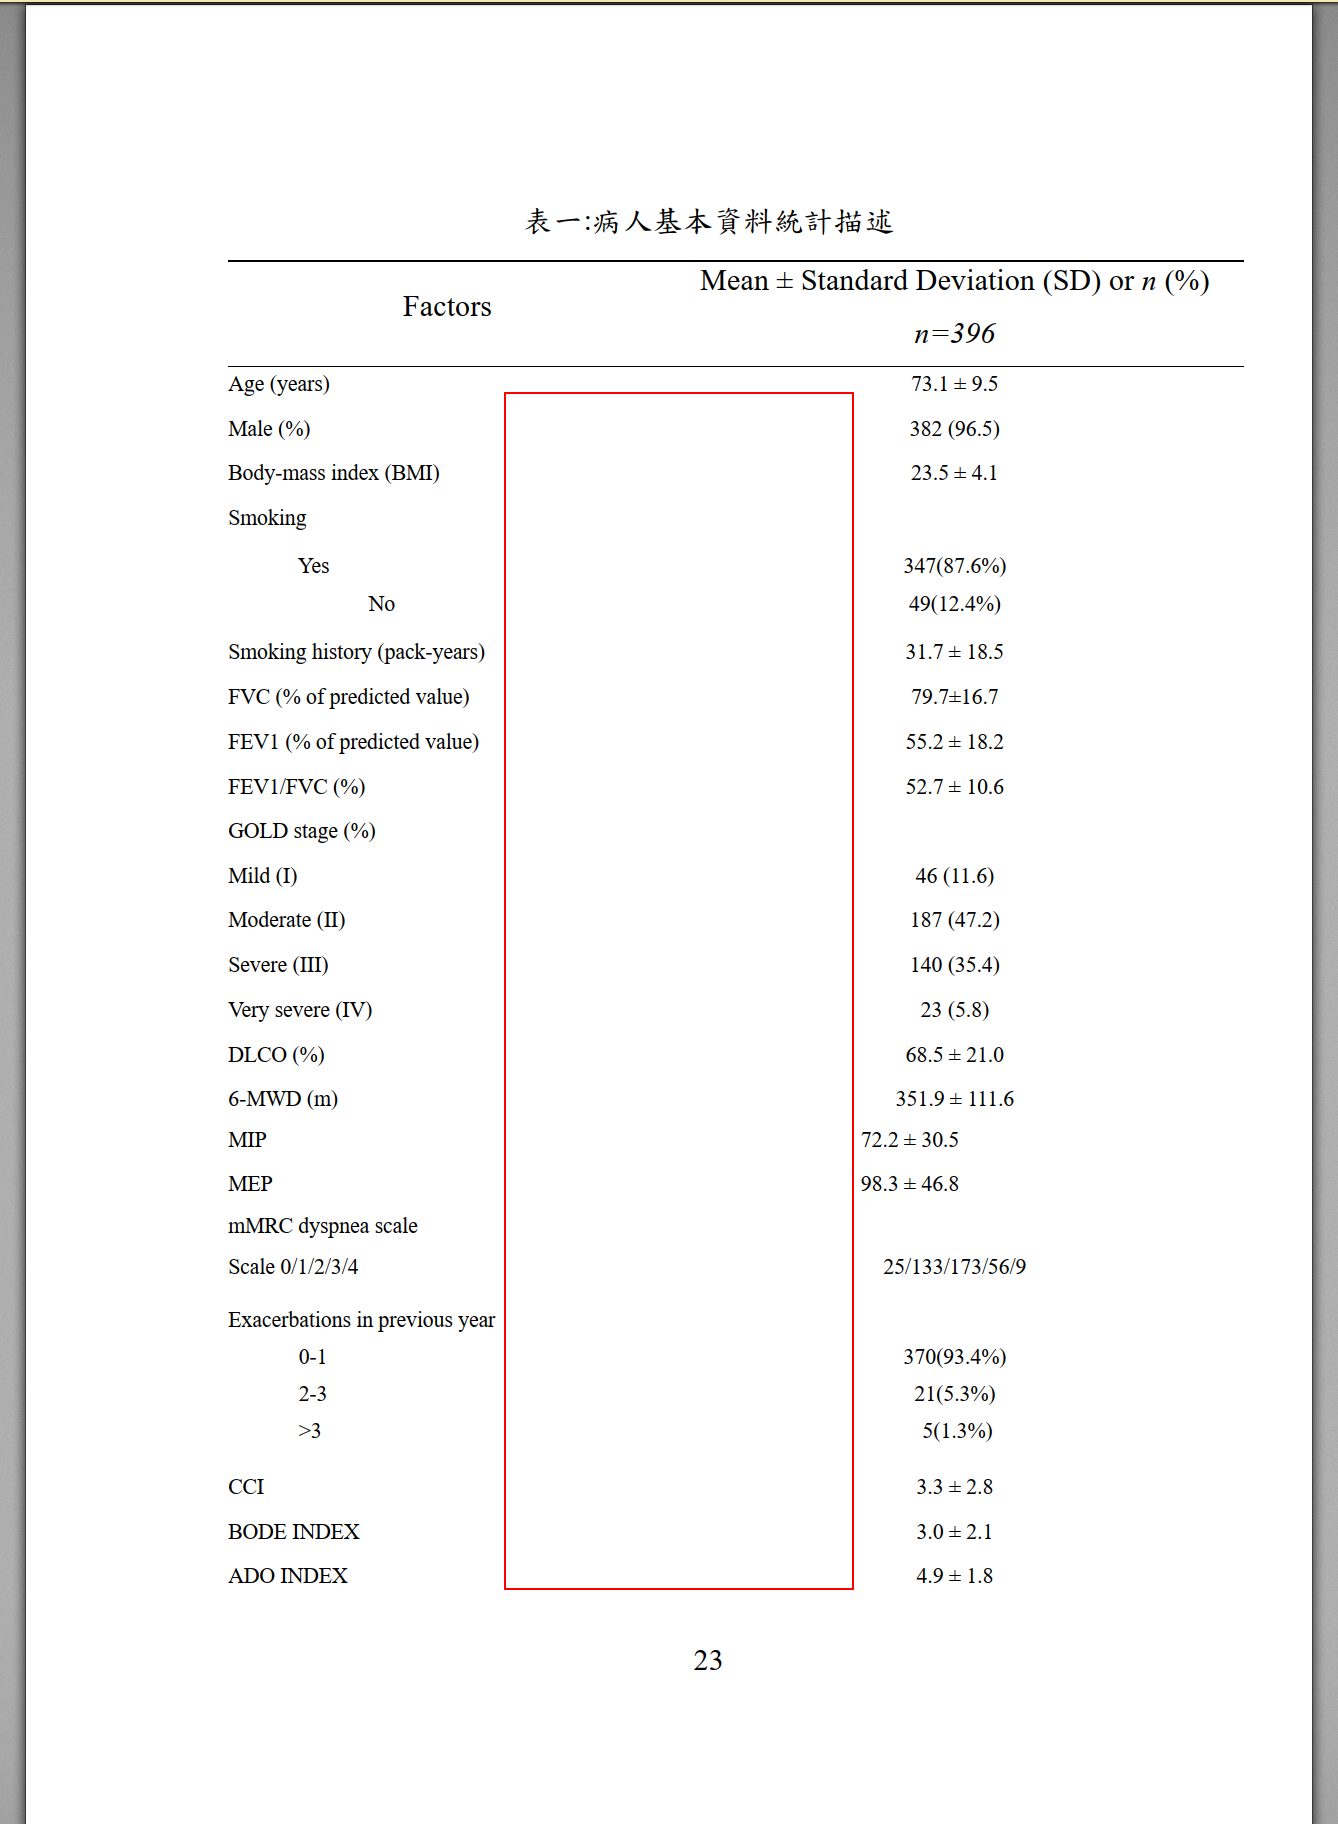 表一:病人基本資料統計描述
Factors Mean ± Standard Deviation (SD) or n (%)
n=396
Age (years) 73.1 ± 9.5
Male (%) 382 (96.5)
Body-mass index (BMI) 23.5 ± 4.1
Smoking
Yes 347(87.6%)
No 49(12.4%)
Smoking history (pack-years) 31.7 ± 18.5
FVC (% of predicted value) 79.7±16.7
FEV1 (% of predicted value) 55.2 ± 18.2
FEV1/FVC (%) 52.7 ± 10.6
GOLD stage (%)
Mild (I) 46 (11.6)
Moderate (II) 187 (47.2)
Severe (III) 140 (35.4)
Very severe (IV) 23 (5.8)
DLCO (%) 68.5 ± 21.0
6-MWD (m) 351.9 ± 111.6
MIP 72.2 ± 30.5
MEP 98.3 ± 46.8
mMRC dyspnea scale
Scale 0/1/2/3/4 25/133/173/56/9
Exacerbations in previous year
0-1 370(93.4%)
2-3 21(5.3%)
>3 5(1.3%)
CCI 3.3 ± 2.8
BODE INDEX 3.0 ± 2.1
ADO INDEX 4.9 ± 1.8
23